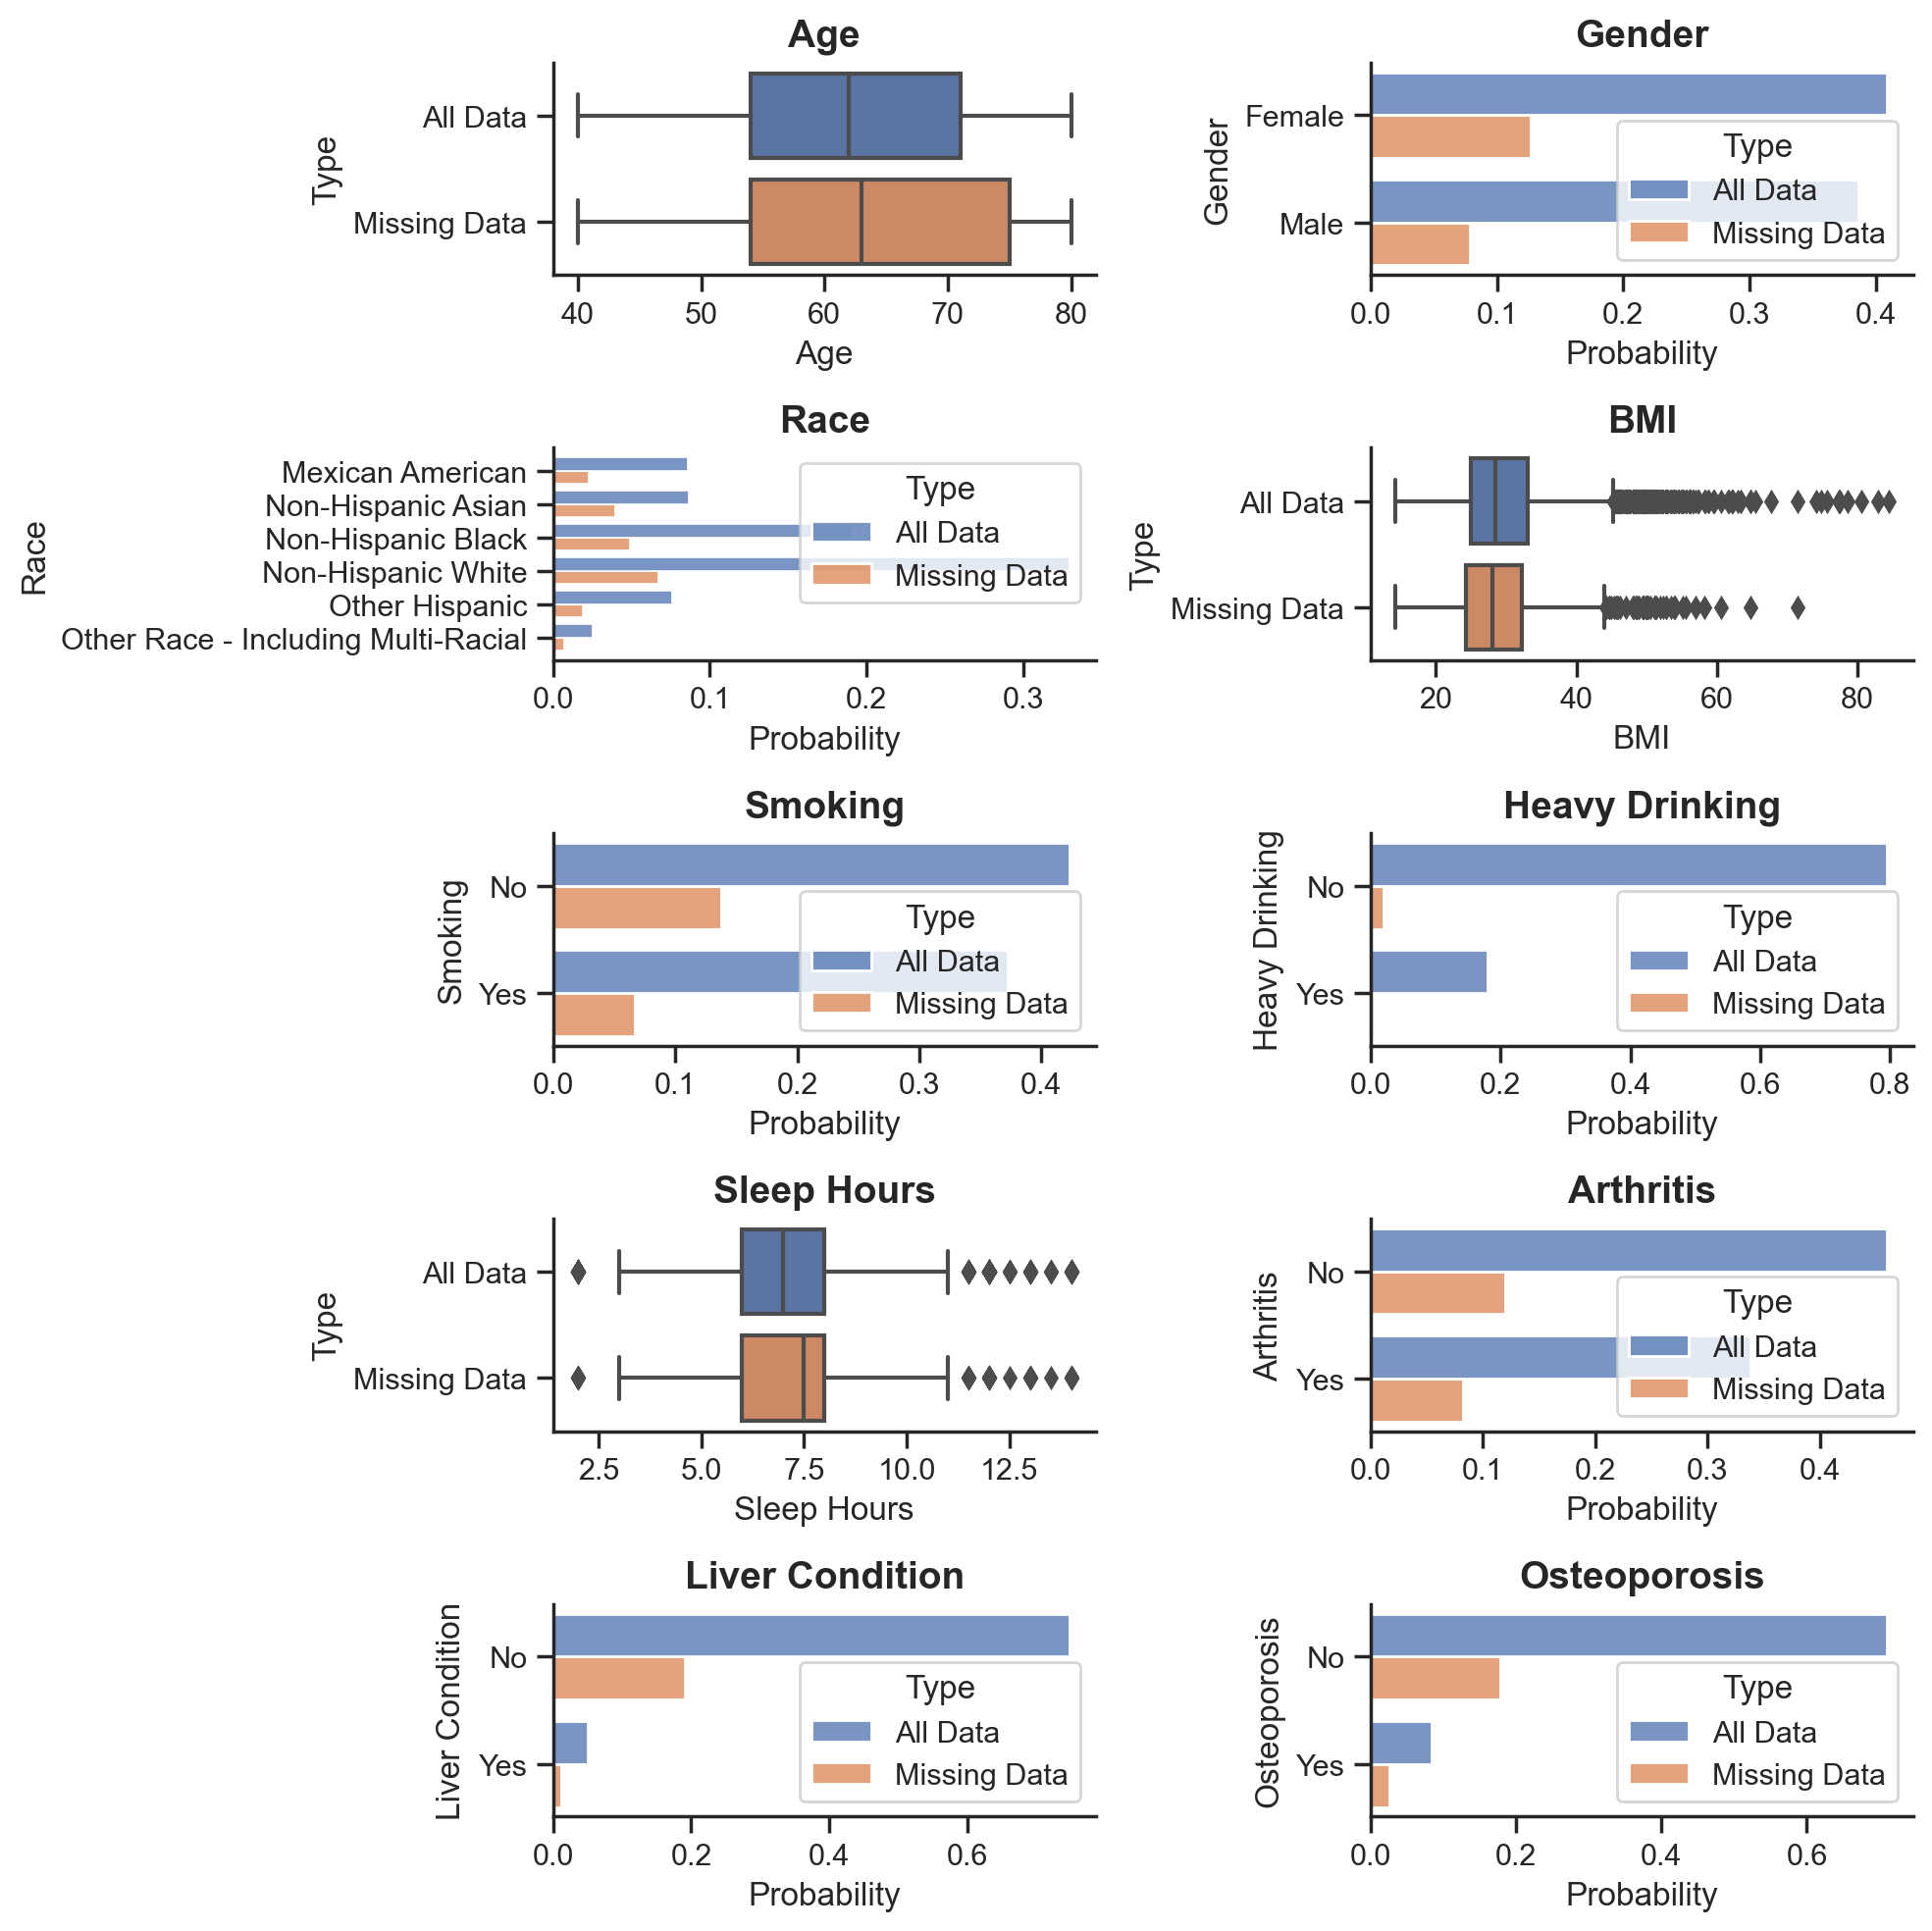 Age
Type
All Data
Missing Data
40 50 60 70 80
Age
Gender
Gender
Female
Male
Type
All Data
Missing Data
0.0 0.1 0.2 0.3 0.4
Probability
Race
Race
Mexican American
Non-Hispanic Asian
Non-Hispanic Black
Non-Hispanic White
Other Hispanic
Other Race - Including Multi-Racial
Type
All Data
Missing Data
0.0 0.1 0.2 0.3
Probability
BMI
Type
All Data
Missing Data
20 40 60 80
BMI
Smoking
Smoking
No
Yes
Type
All Data
Missing Data
0.0 0.1 0.2 0.3 0.4
Probability
Heavy Drinking
Heavy Drinking
No
Yes
Type
All Data
Missing Data
0.0 0.2 0.4 0.6 0.8
Probability
Sleep Hours
Type
All Data
Missing Data
2.5 5.0 7.5 10.0 12.5
Sleep Hours
Arthritis
Arthritis
No
Yes
Type
All Data
Missing Data
0.0 0.1 0.2 0.3 0.4
Probability
Liver Condition
Liver Condition
No
Yes
Type
All Data
Missing Data
0.0 0.2 0.4 0.6
Probability
Osteoporosis
Osteoporosis
No
Yes
Type
All Data
Missing Data
0.0 0.2 0.4 0.6
Probability